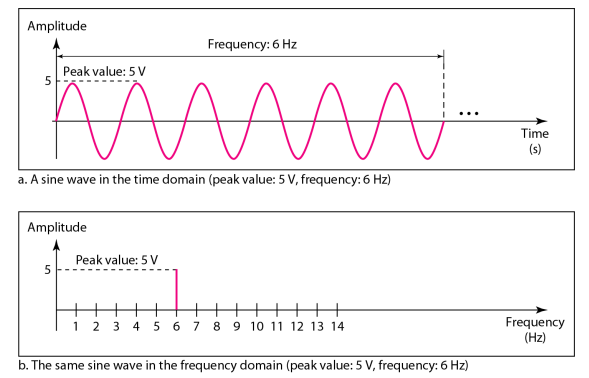 Amplitude
Frequency: 6 Hz
Peak value: 5 V
5
•••
Time
(s)
a. A sine wave in the time domain (peak value: 5 V, frequency: 6 Hz)
Amplitude
Peak value: 5 V
5
1 2 3 4 5 6 7 8 9 10 11 12 13 14
Frequency
(Hz)
b. The same sine wave in the frequency domain (peak value: 5 V, frequency: 6 Hz)